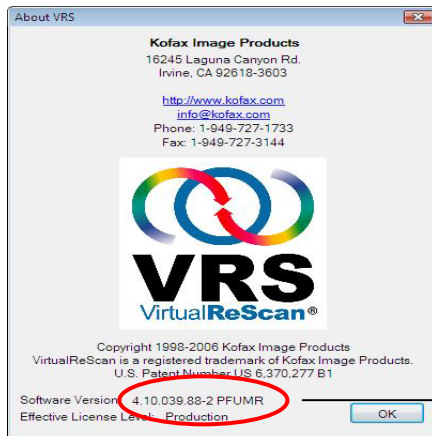 About VRS
Kofax Image Products
16245 Laguna Canyon Rd.
Irvine, CA 92618-3603
http://www.kofax.com
info@kofax.com
Phone: 1-949-727-1733
Fax: 1-949-727-3144
VRS
VirtualReScan®
Copyright 1998-2006 Kofax Image Products
VirtualReScan is a registered trademark of Kofax Image Products.
U.S. Patent Number US 6,370,277 B1
Software Version: 4.10.039.88-2 PFUMR
Effective License Level: Production
OK